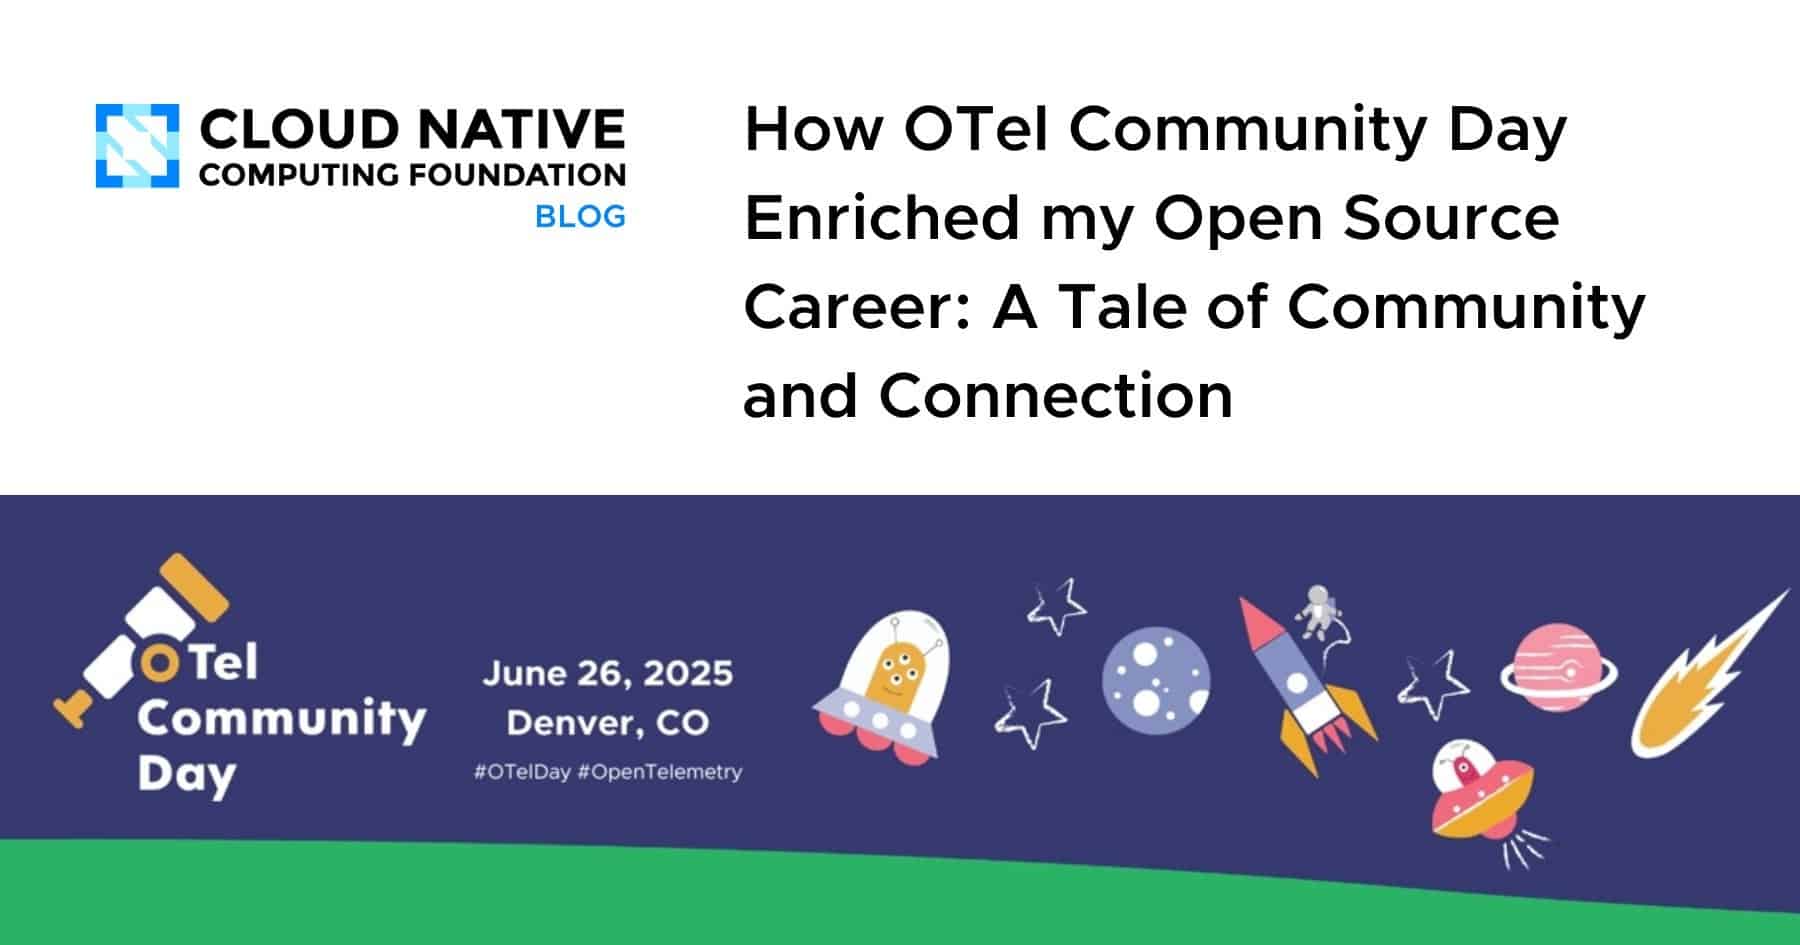 CLOUD NATIVE
COMPUTING FOUNDATION
BLOG
How OTel Community Day
Enriched my Open Source
Career: A Tale of Community
and Connection
OTel
Community
Day
June 26, 2025
Denver, CO
#OTelDay #OpenTelemetry